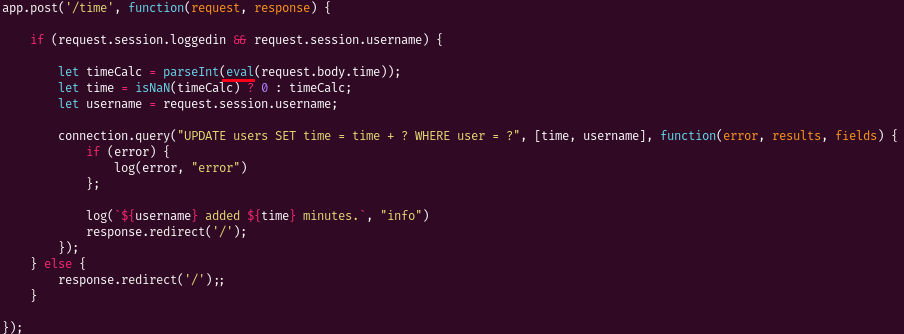 app.post('/time', function(request, response) {
if (request.session.loggedin && request.session.username) {
let timeCalc = parseInt(eval(request.body.time));
let time = isNaN(timeCalc) ? 0 : timeCalc;
let username = request.session.username;
connection.query("UPDATE users SET time = time + ? WHERE user = ?", [time, username], function(error, results, fields) {
if (error) {
log(error, "error")
};
log(`${username} added ${time} minutes.`, "info")
response.redirect('/');
});
} else {
response.redirect('/');;
}
});